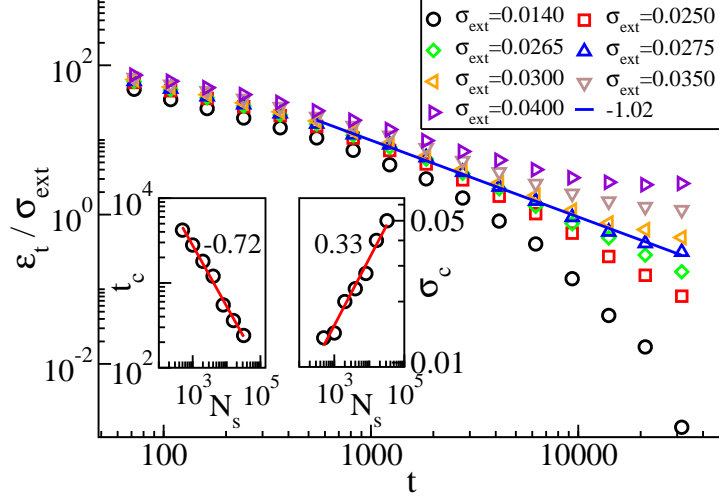 σ_ext=0.0140 σ_ext=0.0250
σ_ext=0.0265 σ_ext=0.0275
σ_ext=0.0300 σ_ext=0.0350
σ_ext=0.0400 -1.02
10^2
10^0
10^-2
ε_t / σ_ext
100 1000 10000
t
10^4
10^2
t_c
-0.72
10^3 10^5
N_s
0.33
0.05
0.01
σ_c
10^3 10^5
N_s